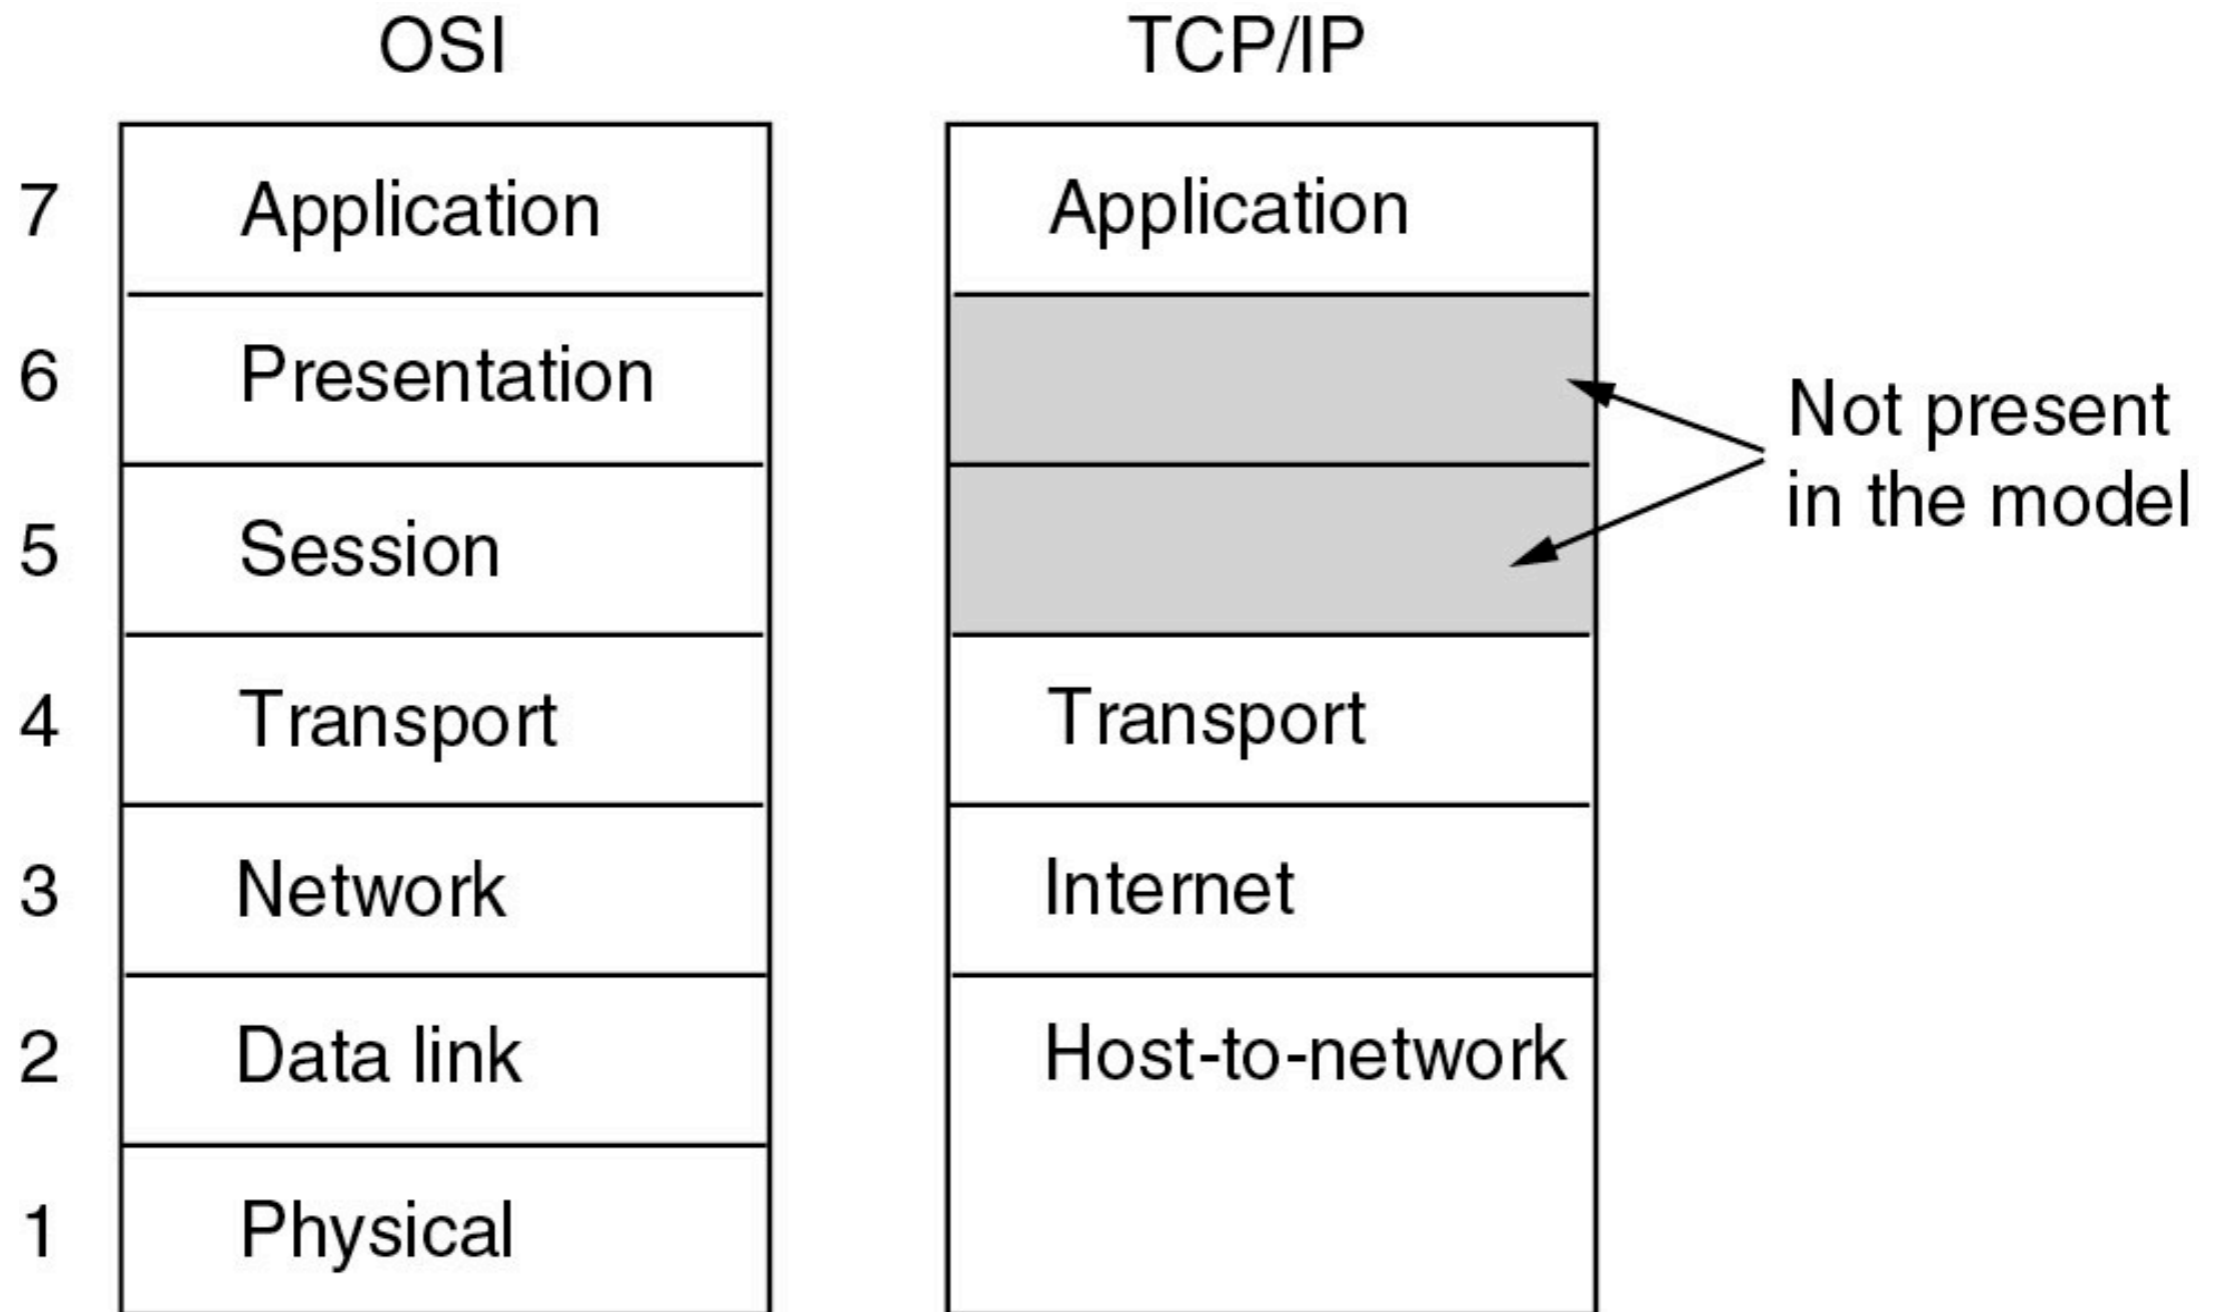 OSI
TCP/IP
7
Application
Application
6
Presentation
Not present
in the model
5
Session
4
Transport
Transport
3
Network
Internet
2
Data link
Host-to-network
1
Physical